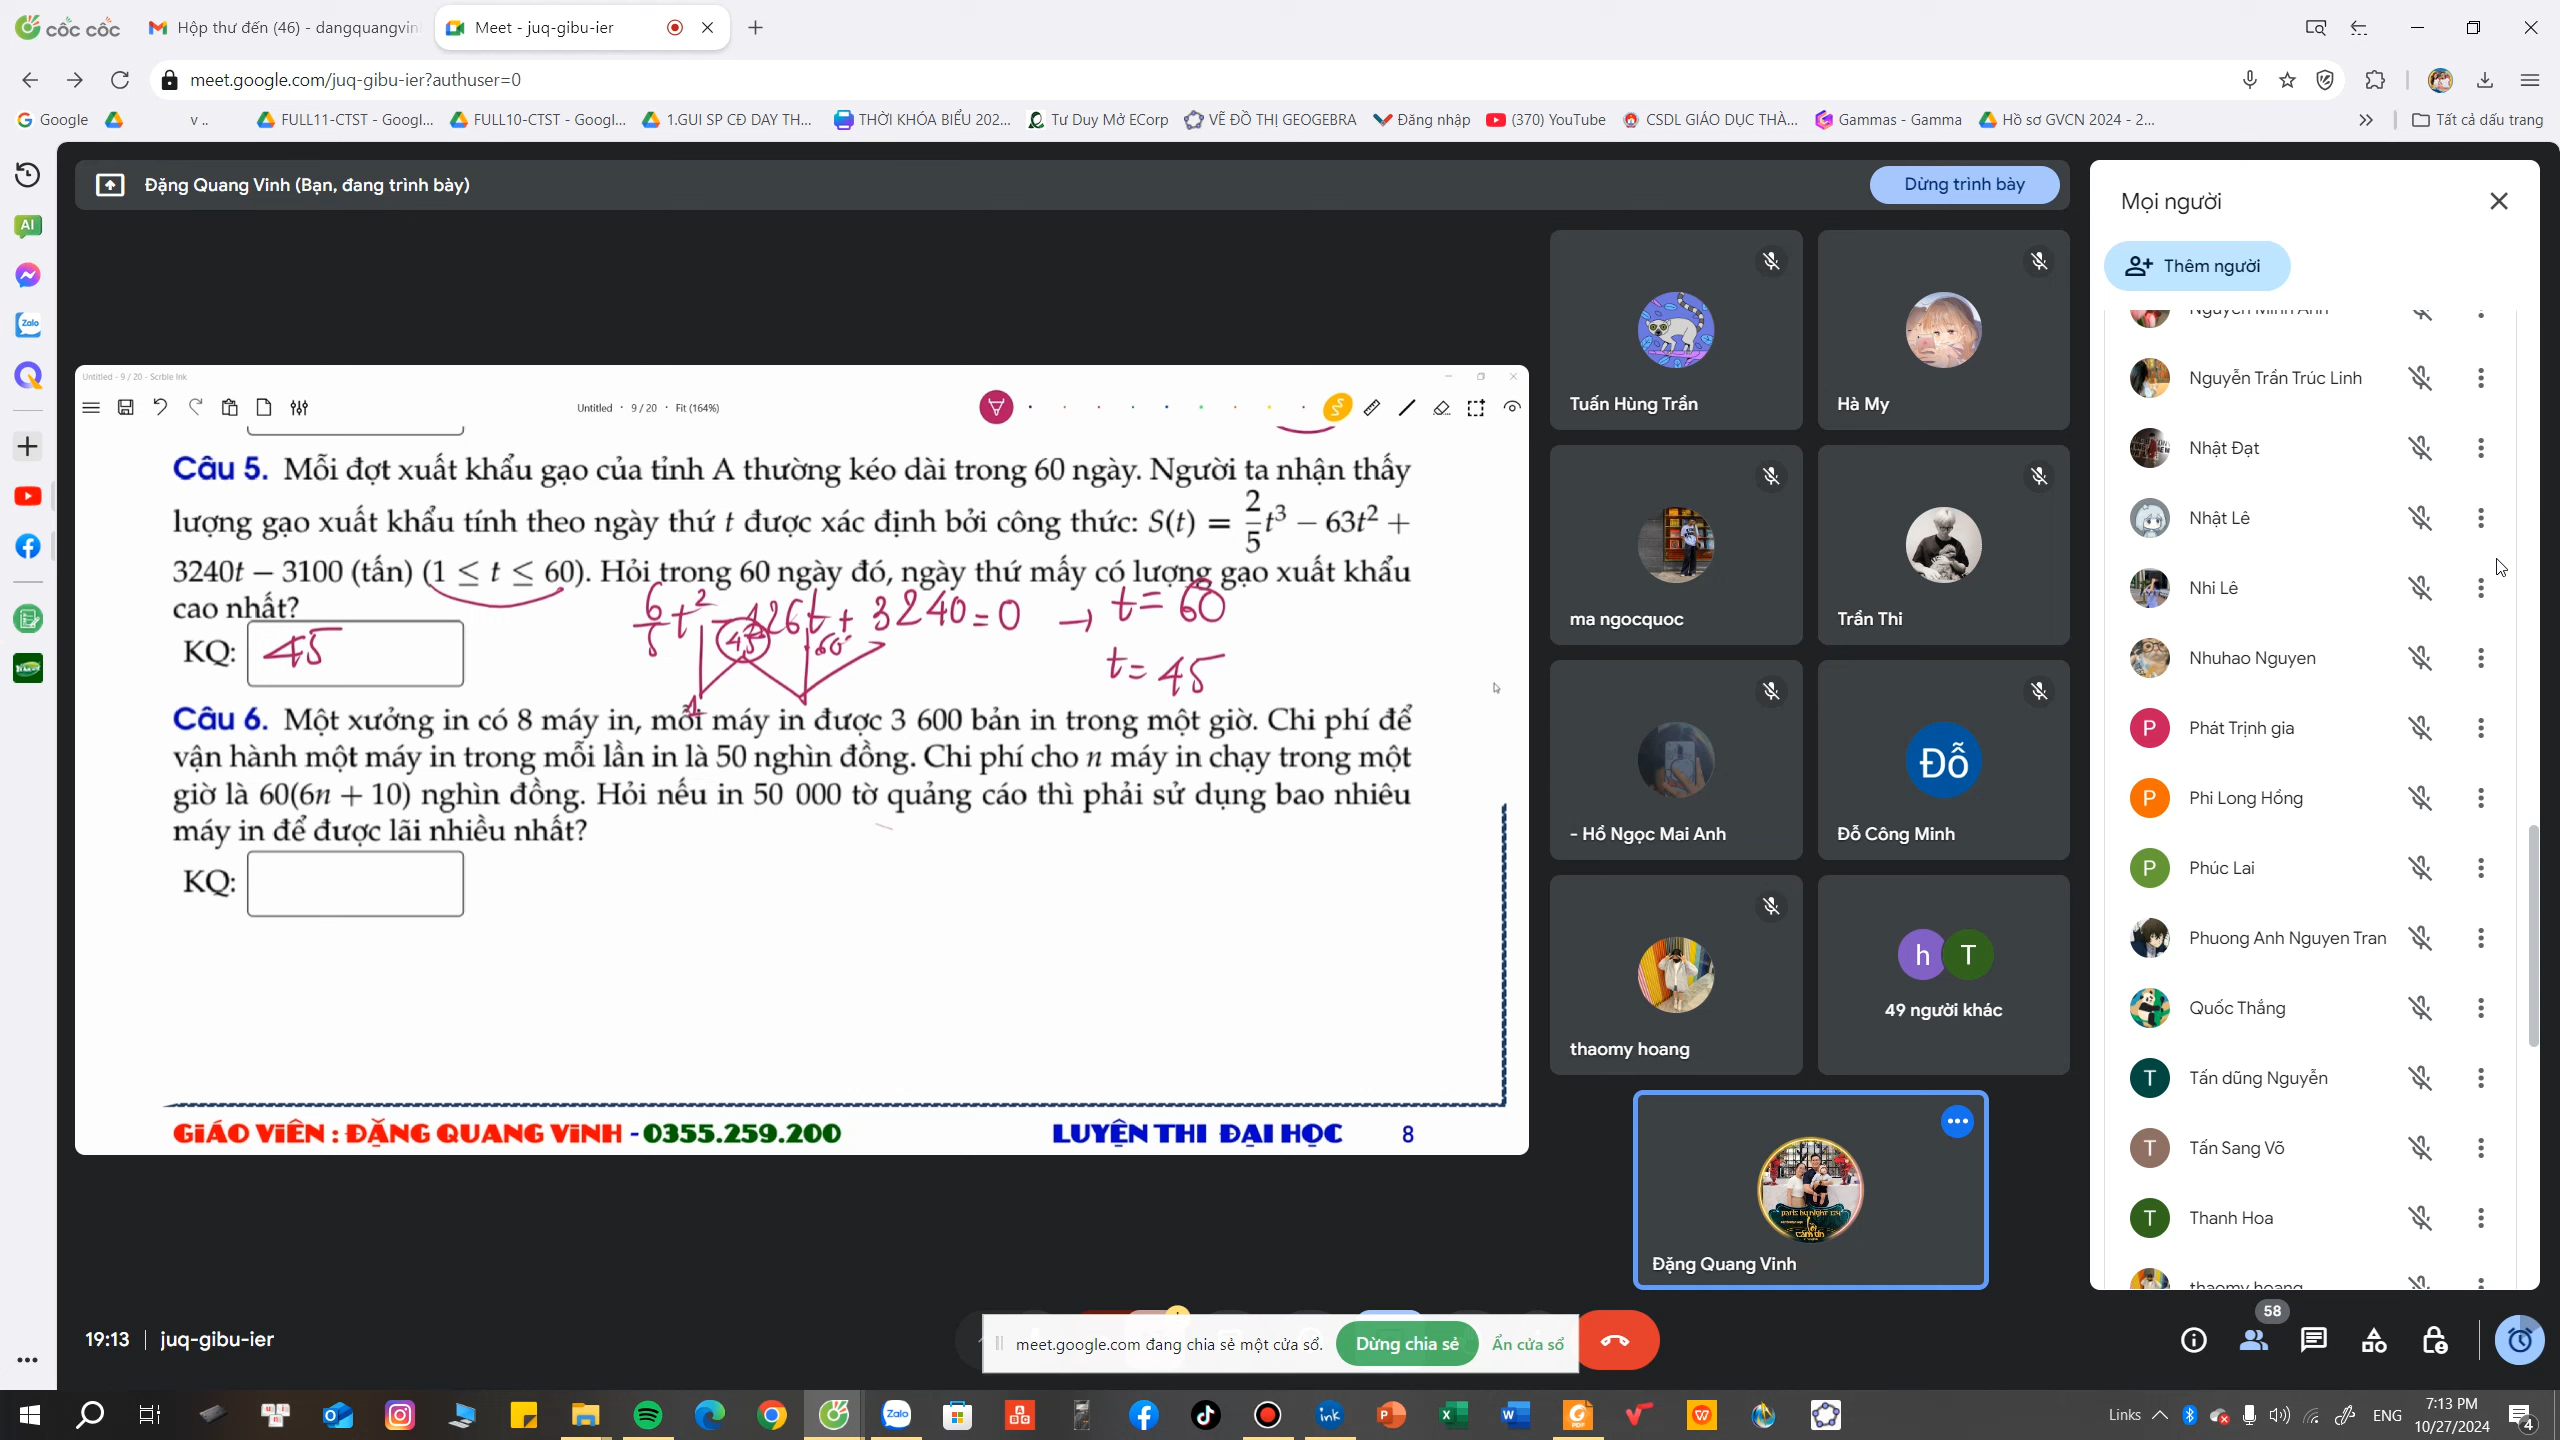 cốc cốc
Hộp thư đến (46) - dangquangvin
Meet - juq-gibu-ier
meet.google.com/juq-gibu-ier?authuser=0
Google
v ..
FULL11-CTST - Googl...
FULL10-CTST - Googl...
1.GUI SP CĐ DAY TH...
THỜI KHÓA BIỂU 202...
Tư Duy Mở ECorp
VẼ ĐỒ THỊ GEOGEBRA
Đăng nhập
(370) YouTube
CSDL GIÁO DỤC THÀ...
Gammas - Gamma
Hồ sơ GVCN 2024 - 2...
Tất cả dấu trang
Đặng Quang Vinh (Bạn, đang trình bày)
Dừng trình bày
Untitled - 9 / 20 - Scrble Ink
Untitled · 9 / 20 · Fit (164%)
Câu 5. Mỗi đợt xuất khẩu gạo của tỉnh A thường kéo dài trong 60 ngày. Người ta nhận thấy
lượng gạo xuất khẩu tính theo ngày thứ t được xác định bởi công thức: S(t) = 2/5 t³ − 63t² +
3240t − 3100 (tấn) (1 ≤ t ≤ 60). Hỏi trong 60 ngày đó, ngày thứ mấy có lượng gạo xuất khẩu
cao nhất?
6/5 t² − 126t + 3240 = 0 → t = 60
t = 45
45
60
1
KQ: 45
Câu 6. Một xưởng in có 8 máy in, mỗi máy in được 3 600 bản in trong một giờ. Chi phí để
vận hành một máy in trong mỗi lần in là 50 nghìn đồng. Chi phí cho n máy in chạy trong một
giờ là 60(6n + 10) nghìn đồng. Hỏi nếu in 50 000 tờ quảng cáo thì phải sử dụng bao nhiêu
máy in để được lãi nhiều nhất?
KQ:
GIÁO VIÊN : ĐẶNG QUANG VINH - 0355.259.200
LUYỆN THI ĐẠI HỌC
8
Tuấn Hùng Trần
Hà My
ma ngocquoc
Trần Thi
- Hồ Ngọc Mai Anh
Đỗ
Đỗ Công Minh
thaomy hoang
h T
49 người khác
Đặng Quang Vinh
Mọi người
Thêm người
Nguyễn Minh Anh
Nguyễn Trần Trúc Linh
Nhật Đạt
Nhật Lê
Nhi Lê
Nhuhao Nguyen
P Phát Trịnh gia
P Phi Long Hồng
P Phúc Lai
Phuong Anh Nguyen Tran
Quốc Thắng
T Tấn dũng Nguyễn
T Tấn Sang Võ
T Thanh Hoa
thaomy hoang
19:13 | juq-gibu-ier
meet.google.com đang chia sẻ một cửa sổ.
Dừng chia sẻ
Ẩn cửa sổ
58
Links
ENG
7:13 PM
10/27/2024
4